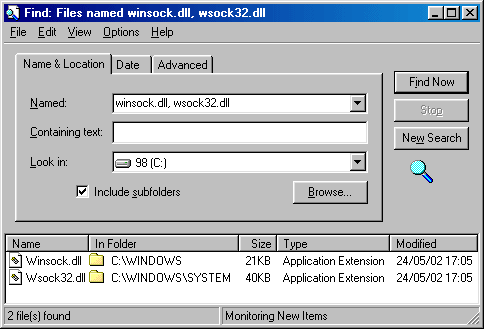 Find: Files named winsock.dll, wsock32.dll
File Edit View Options Help
Name & Location Date Advanced
Named: winsock.dll, wsock32.dll
Containing text:
Look in: 98 (C:)
Include subfolders
Browse...
Find Now
Stop
New Search
Name In Folder Size Type Modified
Winsock.dll C:\WINDOWS 21KB Application Extension 24/05/02 17:05
Wsock32.dll C:\WINDOWS\SYSTEM 40KB Application Extension 24/05/02 17:05
2 file(s) found Monitoring New Items